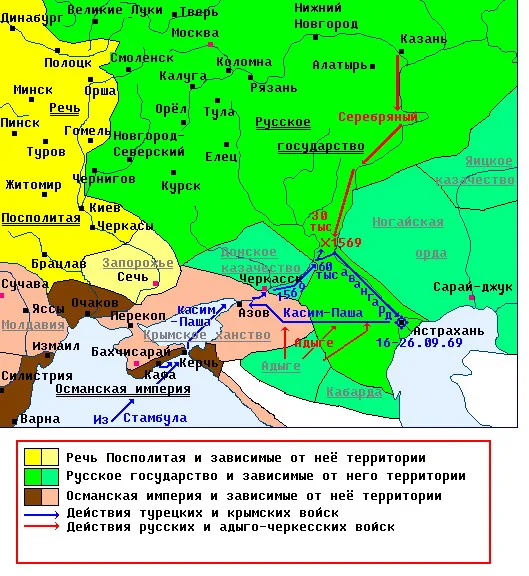 Динабург
Великие Луки
Тверь
Нижний
Новгород
Москва
Казань
Полоцк
Смоленск
Коломна
Алатырь
Калуга
Рязань
Минск
Орша
Речь
Орёл
Тула
Серебряный
Пинск
Гомель
Новгород-
Северский
Русское
государство
Туров
Елец
Яицкое
казачество
Житомир
Чернигов
Курск
Посполитая
Киев
30
тыс
Ногайская
орда
Черкассы
1569
Брацлав
Запорожье
Сечь
Донское
казачество
Черкасск
60
тыс
авангард
Сарай-джук
Сучава
Очаков
1569
Яссы
Молдавия
Перекоп
Касим
-Паша
Азов
Касим-Паша
Астрахань
16-26.09.69
Крымское ханство
Измаил
Бахчисарай
Керчь
Адыге
Адыге
Силистрия
Кафа
Османская империя
Кабарда
Варна
Из Стамбула
Речь Посполитая и зависимые от неё территории
Русское государство и зависимые от него территории
Османская империя и зависимые от неё территории
Действия турецких и крымских войск
Действия русских и адыго-черкесских войск